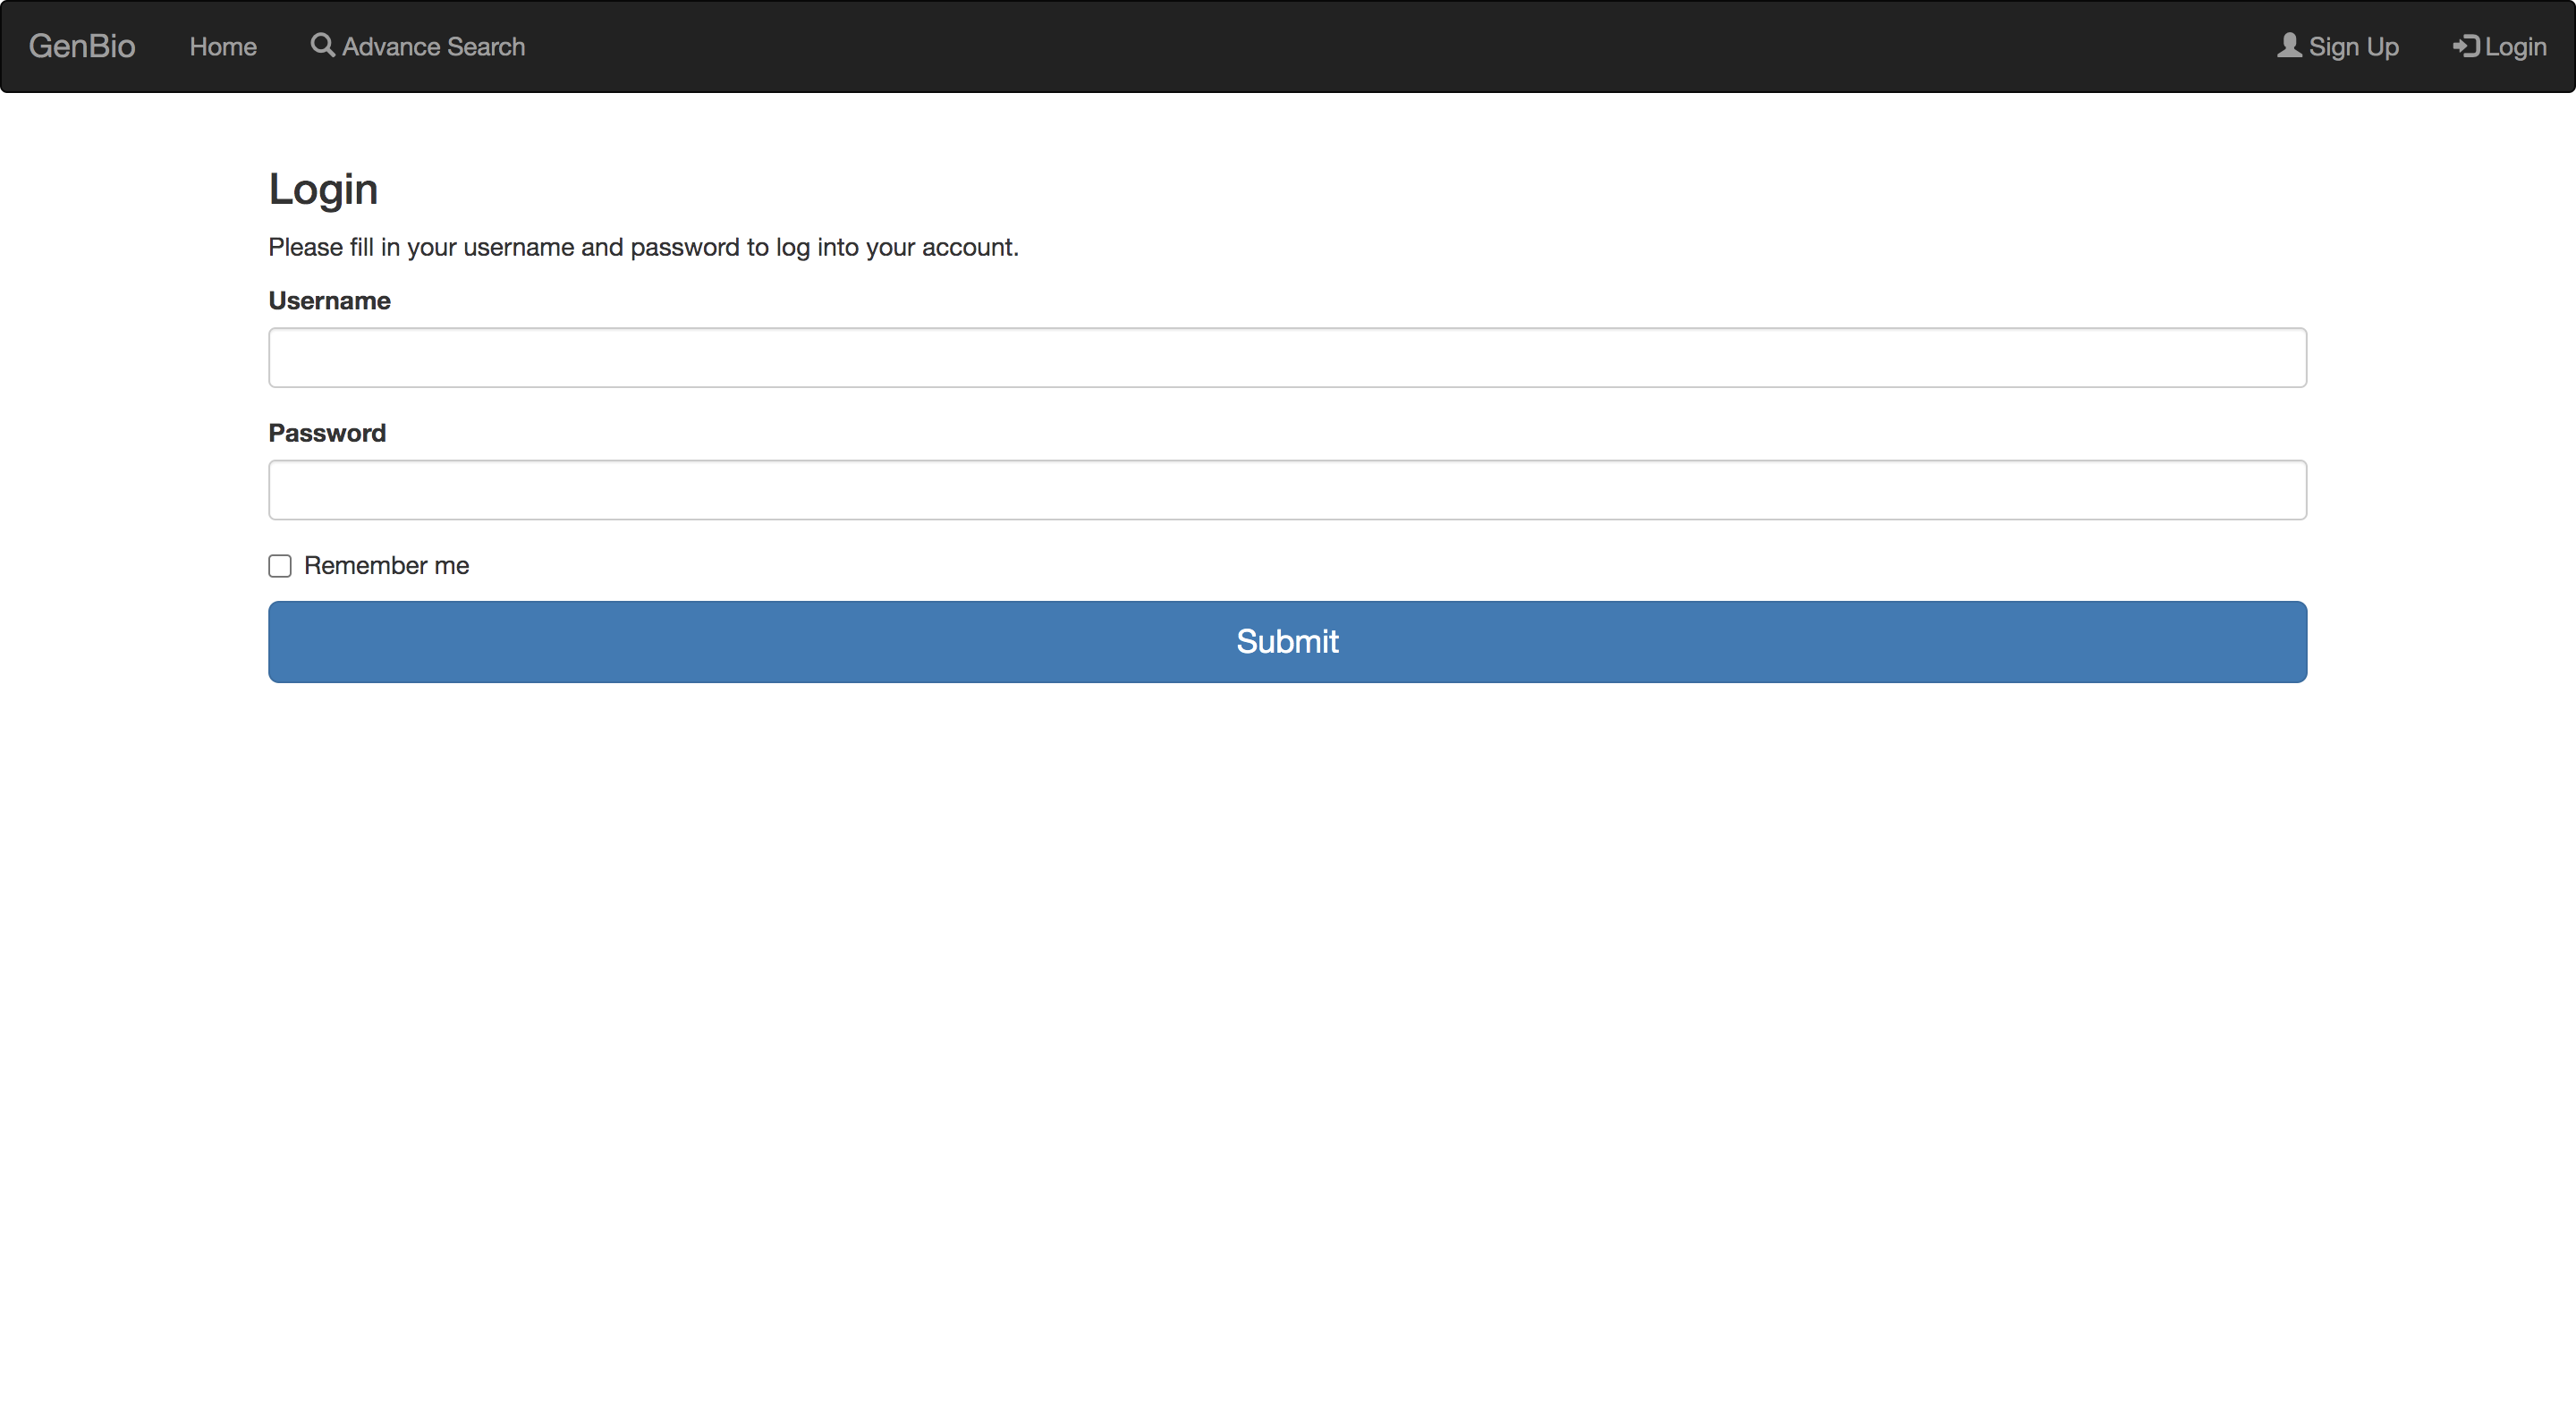 GenBio Home Advance Search Sign Up Login
Login
Please fill in your username and password to log into your account.
Username
Password
Remember me
Submit